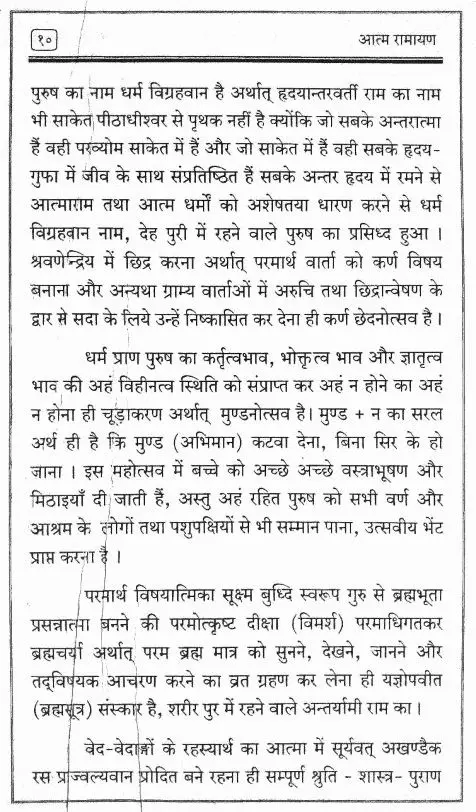 १०
आत्म रामायण
पुरुष का नाम धर्म विग्रहवान है अर्थात् हृदयान्तरवर्ती राम का नाम
भी साकेत पीठाधीश्वर से पृथक नहीं है क्योंकि जो सबके अन्तरात्मा
हैं वही परव्योम साकेत में हैं और जो साकेत में हैं वही सबके हृदय-
गुफा में जीव के साथ संप्रतिष्ठित हैं सबके अन्तर हृदय में रमने से
आत्माराम तथा आत्म धर्मों को अशेषतया धारण करने से धर्म
विग्रहवान नाम, देह पुरी में रहने वाले पुरुष का प्रसिध्द हुआ ।
श्रवणेन्द्रिय में छिद्र करना अर्थात् परमार्थ वार्ता को कर्ण विषय
बनाना और अन्यथा ग्राम्य वार्ताओं में अरुचि तथा छिद्रान्वेषण के
द्वार से सदा के लिये उन्हें निष्कासित कर देना ही कर्ण छेदनोत्सव है।
धर्म प्राण पुरुष का कर्तृत्वभाव, भोक्तृत्व भाव और ज्ञातृत्व
भाव की अहं विहीनत्व स्थिति को संप्राप्त कर अहं न होने का अहं
न होना ही चूड़ाकरण अर्थात् मुण्डनोत्सव है। मुण्ड + न का सरल
अर्थ ही है कि मुण्ड (अभिमान) कटवा देना, बिना सिर के हो
जाना । इस महोत्सव में बच्चे को अच्छे अच्छे वस्त्राभूषण और
मिठाइयाँ दी जाती हैं, अस्तु अहं रहित पुरुष को सभी वर्ण और
आश्रम के लोगों तथा पशुपक्षियों से भी सम्मान पाना, उत्सवीय भेंट
प्राप्त करना है ।
परमार्थ विषयात्मिका सूक्ष्म बुध्दि स्वरूप गुरु से ब्रह्मभूता
प्रसन्नात्मा बनने की परमोत्कृष्ट दीक्षा (विमर्श) परमाधिगतकर
ब्रह्मचर्या अर्थात् परम ब्रह्म मात्र को सुनने, देखने, जानने और
तद्विषयक आचरण करने का व्रत ग्रहण कर लेना ही यज्ञोपवीत
(ब्रह्मसूत्र) संस्कार है, शरीर पुर में रहने वाले अन्तर्यामी राम का।
वेद-वेदाङ्गों के रहस्यार्थ का आत्मा में सूर्यवत् अखण्डैक
रस प्राज्वल्यवान प्रोदित बने रहना ही सम्पूर्ण श्रुति - शास्त्र- पुराण